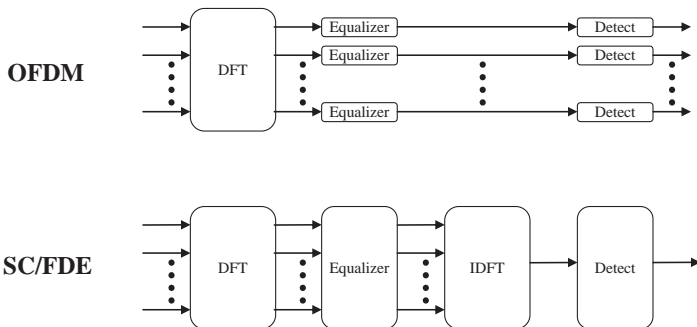 Equalizer Detect
OFDM DFT Equalizer Detect
Equalizer Detect
SC/FDE DFT Equalizer IDFT Detect